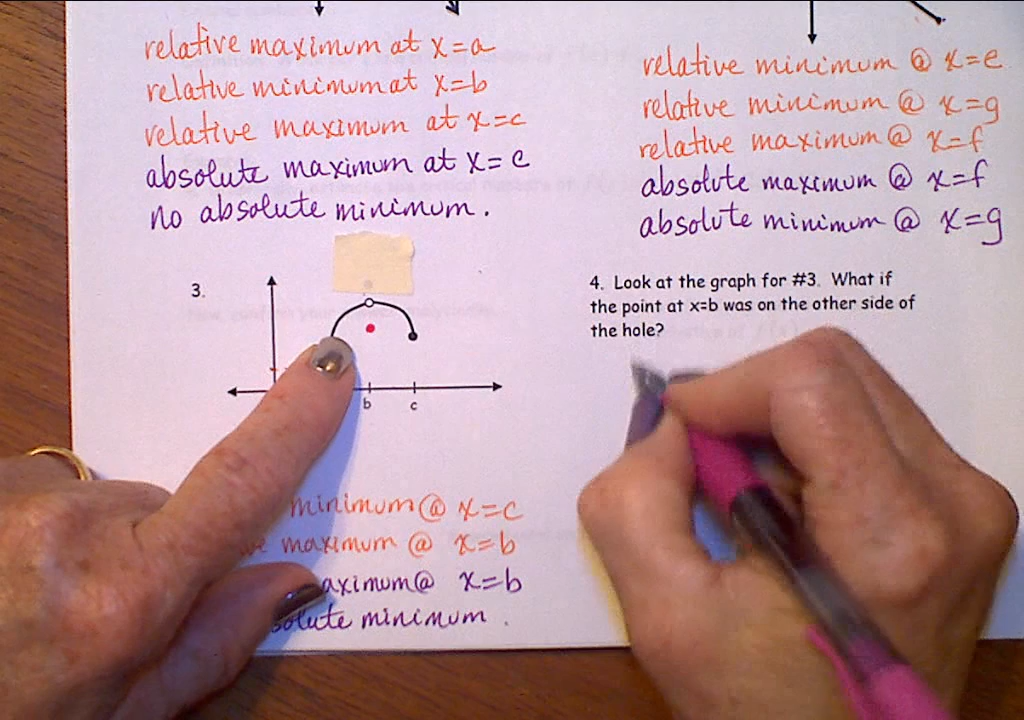 relative maximum at x=a
relative minimum at x=b
relative maximum at x=c
absolute maximum at x=c
no absolute minimum.
relative minimum @ x=e
relative minimum @ x=g
relative maximum @ x=f
absolute maximum @ x=f
absolute minimum @ x=g
3.
b c
minimum @ x=c
maximum @ x=b
aximum @ x=b
solute minimum.
4. Look at the graph for #3. What if
the point at x=b was on the other side of
the hole?